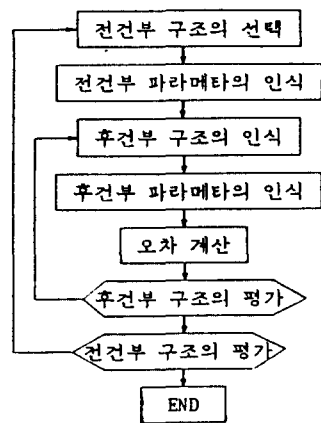 전건부 구조의 선택
전건부 파라메타의 인식
후건부 구조의 인식
후건부 파라메타의 인식
오차 계산
후건부 구조의 평가
전건부 구조의 평가
END